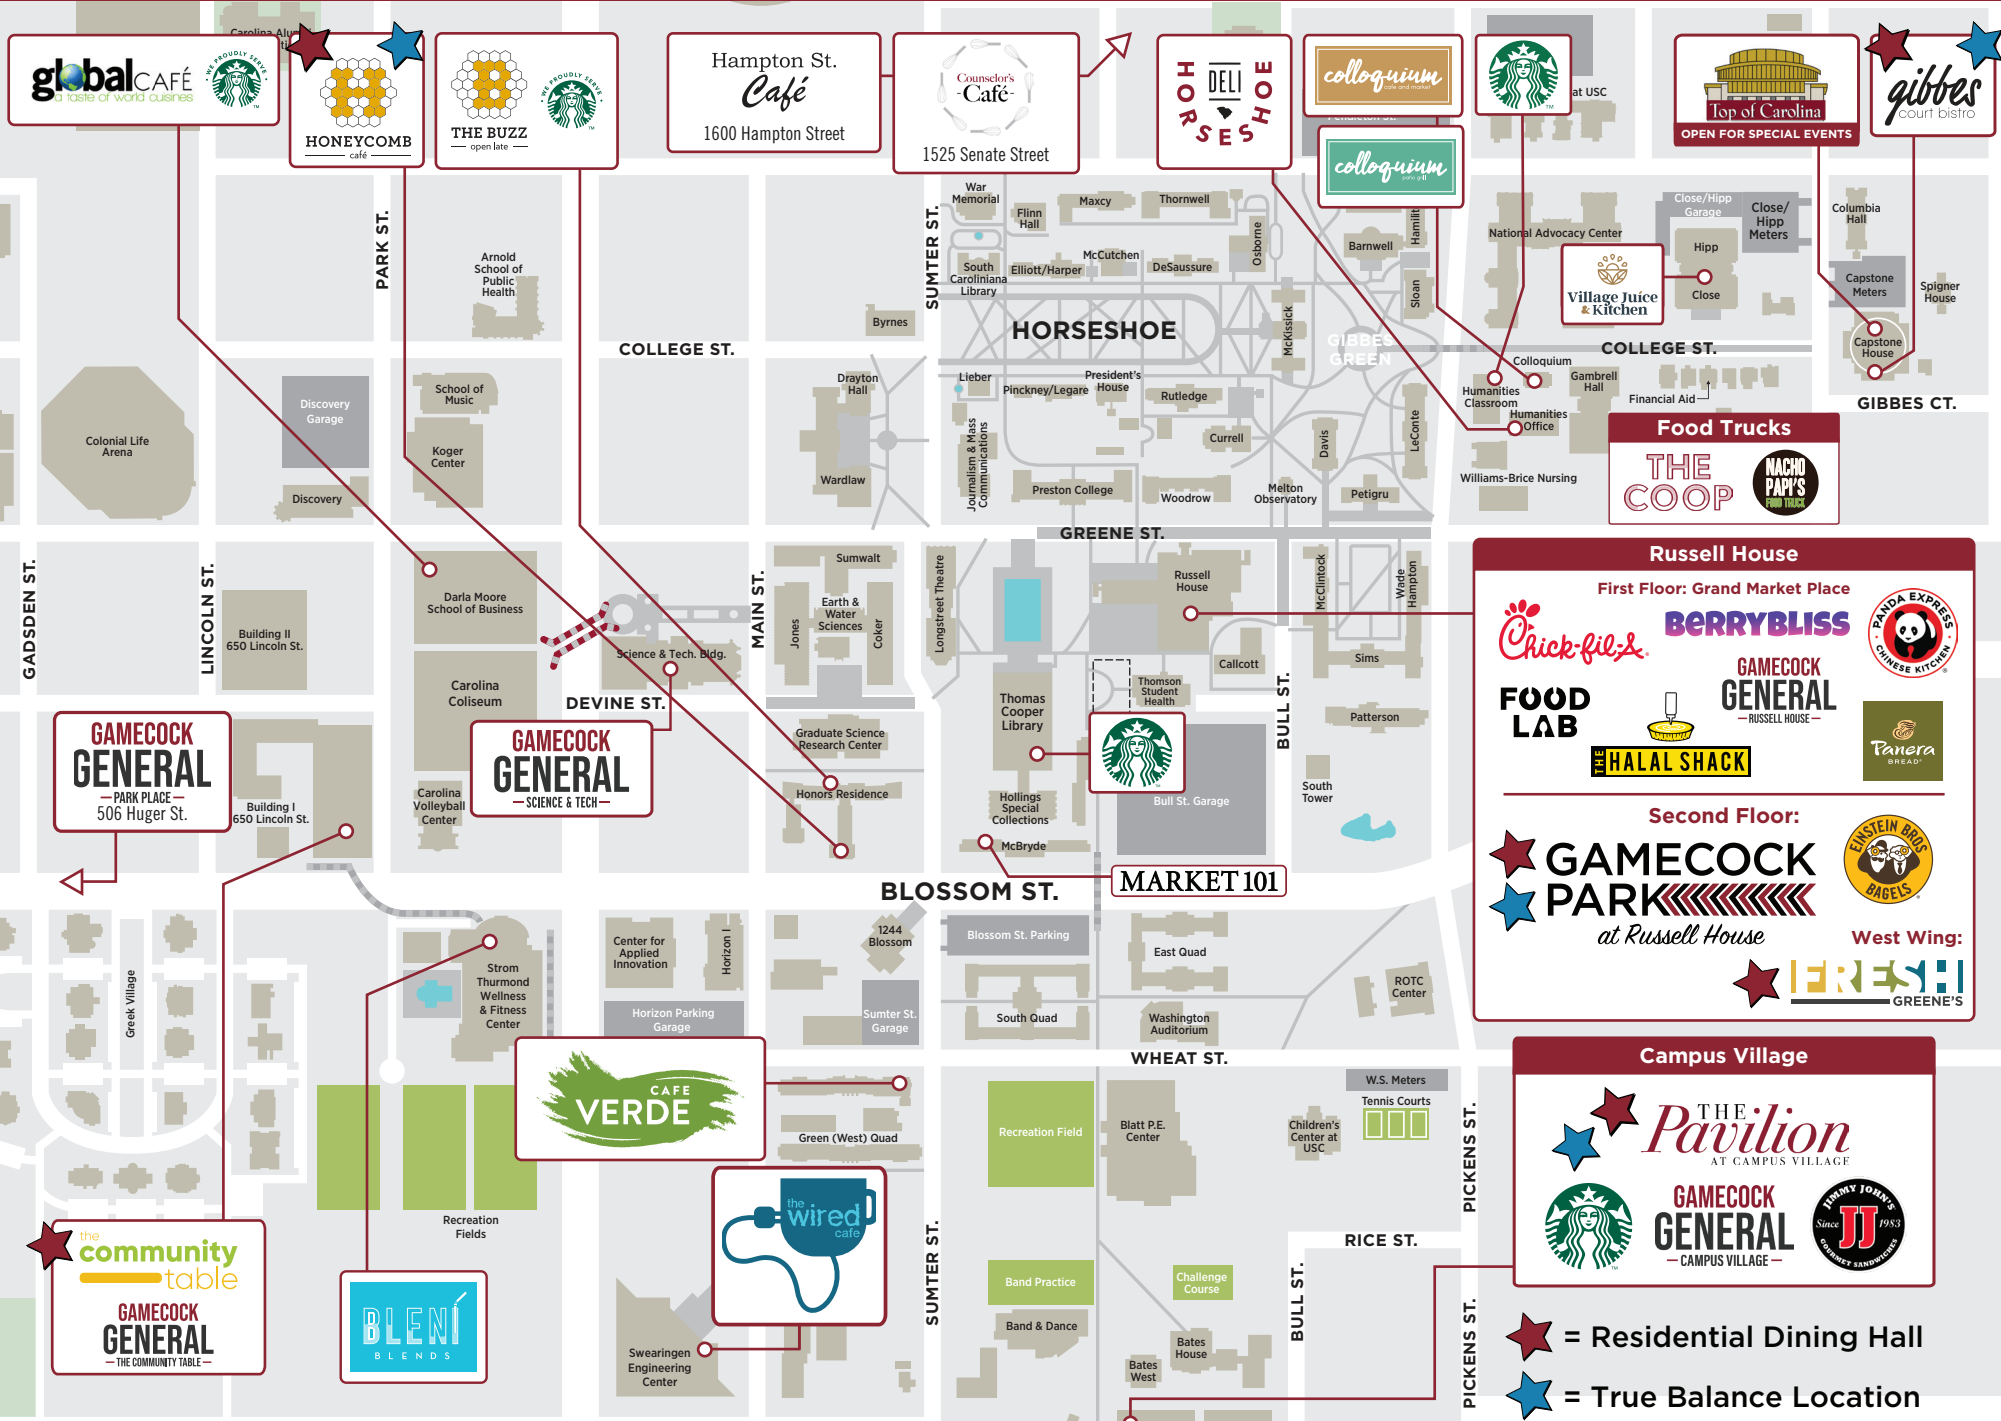 Carolina Alu
global CAFÉ
a taste of world cuisines
WE PROUDLY SERVE
HONEYCOMB
café
THE BUZZ
open late
WE PROUDLY SERVE
Hampton St.
Café
1600 Hampton Street
Counselor's
-Café-
1525 Senate Street
HORSESHOE
DELI
colloquium
cafe and market
colloquium
patio grill
Pendleton St.
at USC
Top of Carolina
OPEN FOR SPECIAL EVENTS
gibbes
court bistro
PARK ST.
SUMTER ST.
War
Memorial
Flinn
Hall
Maxcy
Thornwell
Osborne
Barnwell
Hamilt
National Advocacy Center
Close/Hipp
Garage
Close/
Hipp
Meters
Columbia
Hall
Arnold
School of
Public
Health
South
Caroliniana
Library
Elliott/Harper
McCutchen
DeSaussure
Sloan
Hipp
Close
Village Juice
& Kitchen
Capstone
Meters
Spigner
House
Byrnes
HORSESHOE
McKissick
GIBBES
GREEN
COLLEGE ST.
COLLEGE ST.
Capstone
House
Colonial Life
Arena
Discovery
Garage
School of
Music
Drayton
Hall
Lieber
Pinckney/Legare
President's
House
Rutledge
Colloquium
Humanities
Classroom
Gambrell
Hall
Financial Aid
GIBBES CT.
Humanities
Office
Koger
Center
Discovery
Wardlaw
Journalism & Mass
Communications
Currell
Davis
LeConte
Preston College
Woodrow
Melton
Observatory
Petigru
Williams-Brice Nursing
Food Trucks
THE
COOP
NACHO
PAPI'S
FOOD TRUCK
GREENE ST.
GADSDEN ST.
LINCOLN ST.
Building II
650 Lincoln St.
Darla Moore
School of Business
MAIN ST.
Sumwalt
Jones
Earth &
Water
Sciences
Coker
Longstreet Theatre
Russell
House
McClintock
Wade
Hampton
Science & Tech. Bldg.
Callcott
Sims
Carolina
Coliseum
DEVINE ST.
Thomas
Cooper
Library
Thomson
Student
Health
BULL ST.
Patterson
Russell House
First Floor: Grand Market Place
Chick-fil-A
BERRYBLISS
PANDA EXPRESS
CHINESE KITCHEN
FOOD
LAB
GAMECOCK
GENERAL
RUSSELL HOUSE
THE HALAL SHACK
Panera
BREAD
Second Floor:
GAMECOCK
PARK
at Russell House
EINSTEIN BROS
BAGELS
West Wing:
FRESH
GREENE'S
GAMECOCK
GENERAL
PARK PLACE
506 Huger St.
Building I
650 Lincoln St.
Carolina
Volleyball
Center
GAMECOCK
GENERAL
SCIENCE & TECH
Graduate Science
Research Center
Honors Residence
Hollings
Special
Collections
McBryde
Bull St. Garage
South
Tower
MARKET 101
BLOSSOM ST.
Greek Village
Strom
Thurmond
Wellness
& Fitness
Center
Center for
Applied
Innovation
Horizon I
1244
Blossom
Blossom St. Parking
East Quad
Horizon Parking
Garage
Sumter St.
Garage
South Quad
Washington
Auditorium
ROTC
Center
WHEAT ST.
CAFE
VERDE
Green (West) Quad
Recreation Field
Blatt P.E.
Center
Children's
Center at
USC
W.S. Meters
Tennis Courts
PICKENS ST.
Campus Village
THE
Pavilion
AT CAMPUS VILLAGE
GAMECOCK
GENERAL
CAMPUS VILLAGE
JIMMY JOHN'S
Since JJ 1983
GOURMET SANDWICHES
Recreation
Fields
the
community
table
GAMECOCK
GENERAL
THE COMMUNITY TABLE
BLENI
BLENDS
the
wired
cafe
Swearingen
Engineering
Center
SUMTER ST.
Band Practice
Band & Dance
Challenge
Course
Bates
House
Bates
West
RICE ST.
BULL ST.
PICKENS ST.
= Residential Dining Hall
= True Balance Location